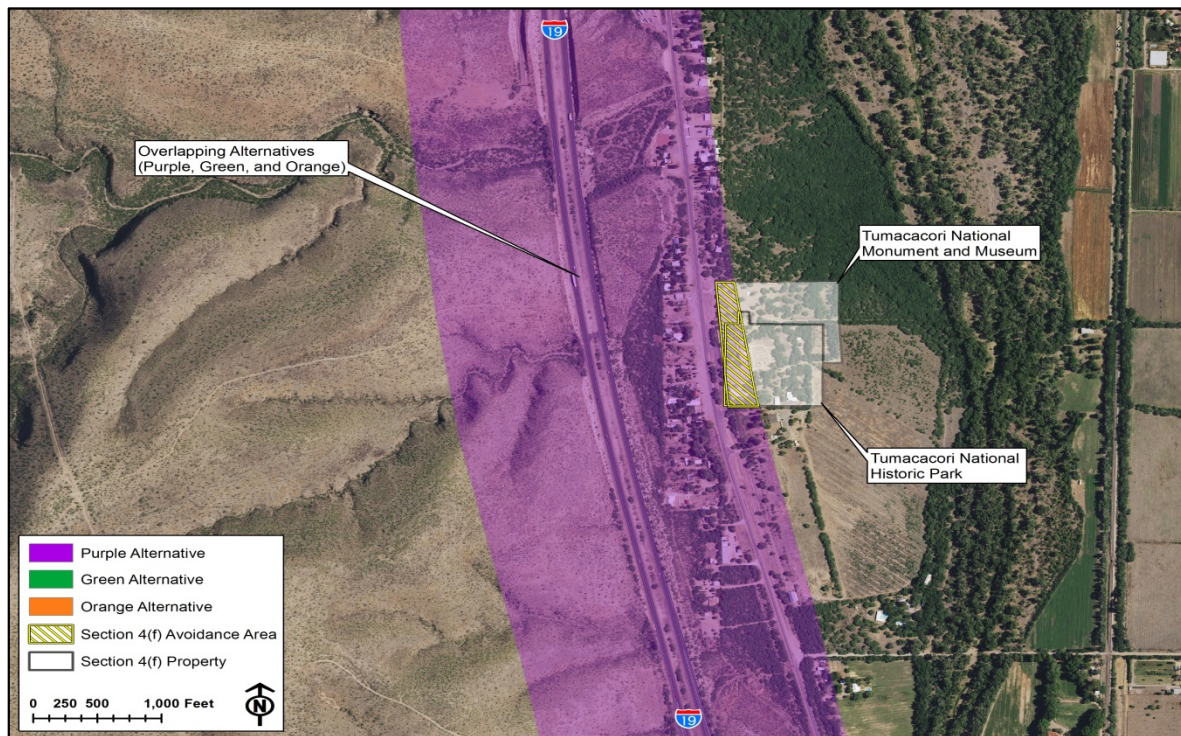 19
Overlapping Alternatives
(Purple, Green, and Orange)
Tumacacori National
Monument and Museum
Tumacacori National
Historic Park
Purple Alternative
Green Alternative
Orange Alternative
Section 4(f) Avoidance Area
Section 4(f) Property
0 250 500 1,000 Feet
N
19